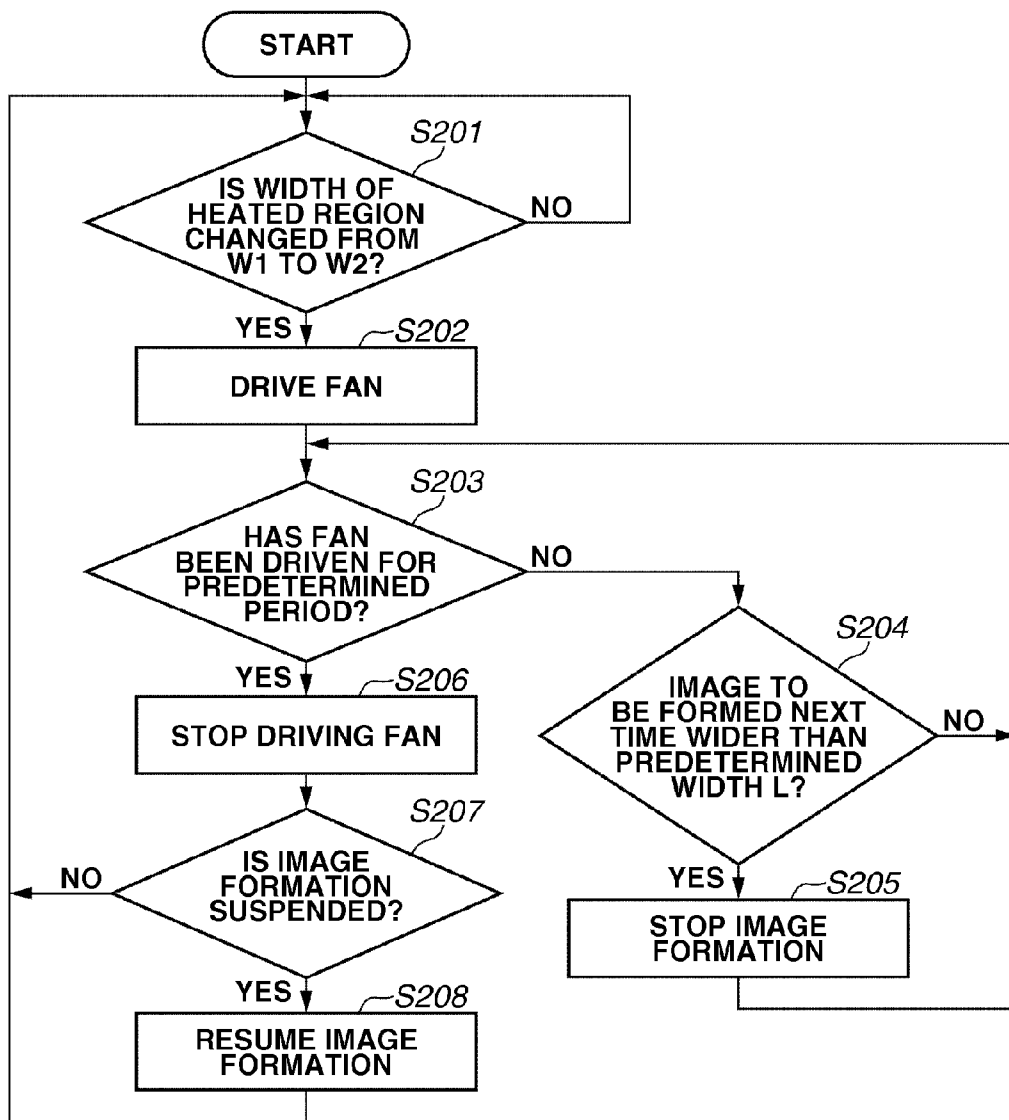 START
S201
IS WIDTH OF
HEATED REGION
CHANGED FROM
W1 TO W2?
NO
YES
S202
DRIVE FAN
S203
HAS FAN
BEEN DRIVEN FOR
PREDETERMINED
PERIOD?
NO
YES
S204
IMAGE TO
BE FORMED NEXT
TIME WIDER THAN
PREDETERMINED
WIDTH L?
NO
YES
S205
STOP IMAGE
FORMATION
S206
STOP DRIVING FAN
S207
IS IMAGE
FORMATION
SUSPENDED?
NO
YES
S208
RESUME IMAGE
FORMATION